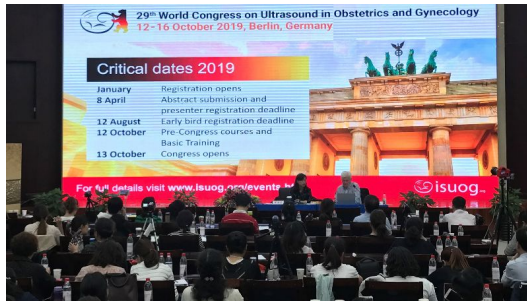 29th World Congress on Ultrasound in Obstetrics and Gynecology
12-16 October 2019, Berlin, Germany
Critical dates 2019
January Registration opens
8 April Abstract submission and
presenter registration deadline
12 August Early bird registration deadline
12 October Pre-Congress courses and
Basic Training
13 October Congress opens
For full details visit www.isuog.org/events
isuog.org